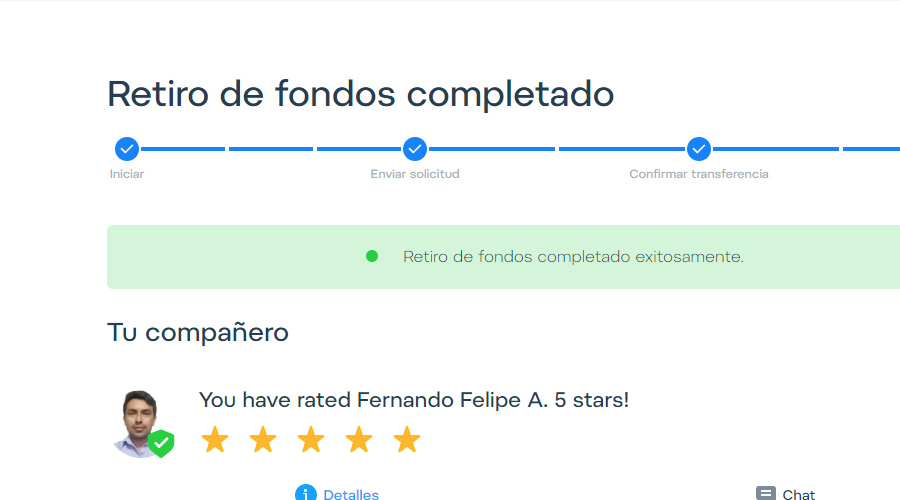 Retiro de fondos completado
Iniciar
Enviar solicitud
Confirmar transferencia
Retiro de fondos completado exitosamente.
Tu compañero
You have rated Fernando Felipe A. 5 stars!
Detalles
Chat